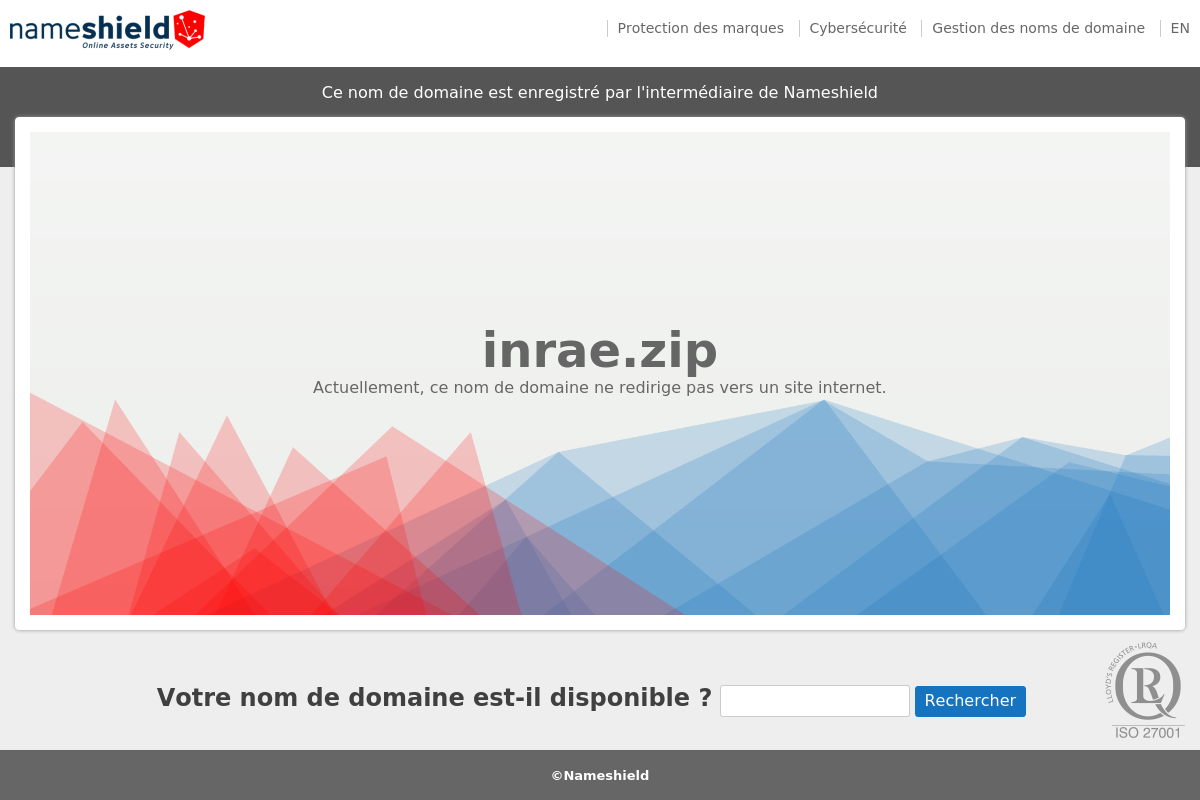 nameshield
Online Assets Security
Protection des marques
Cybersécurité
Gestion des noms de domaine
EN
Ce nom de domaine est enregistré par l'intermédiaire de Nameshield
inrae.zip
Actuellement, ce nom de domaine ne redirige pas vers un site internet.
Votre nom de domaine est-il disponible ?
Rechercher
LLOYD'S REGISTER•LRQA
R
ISO 27001
©Nameshield